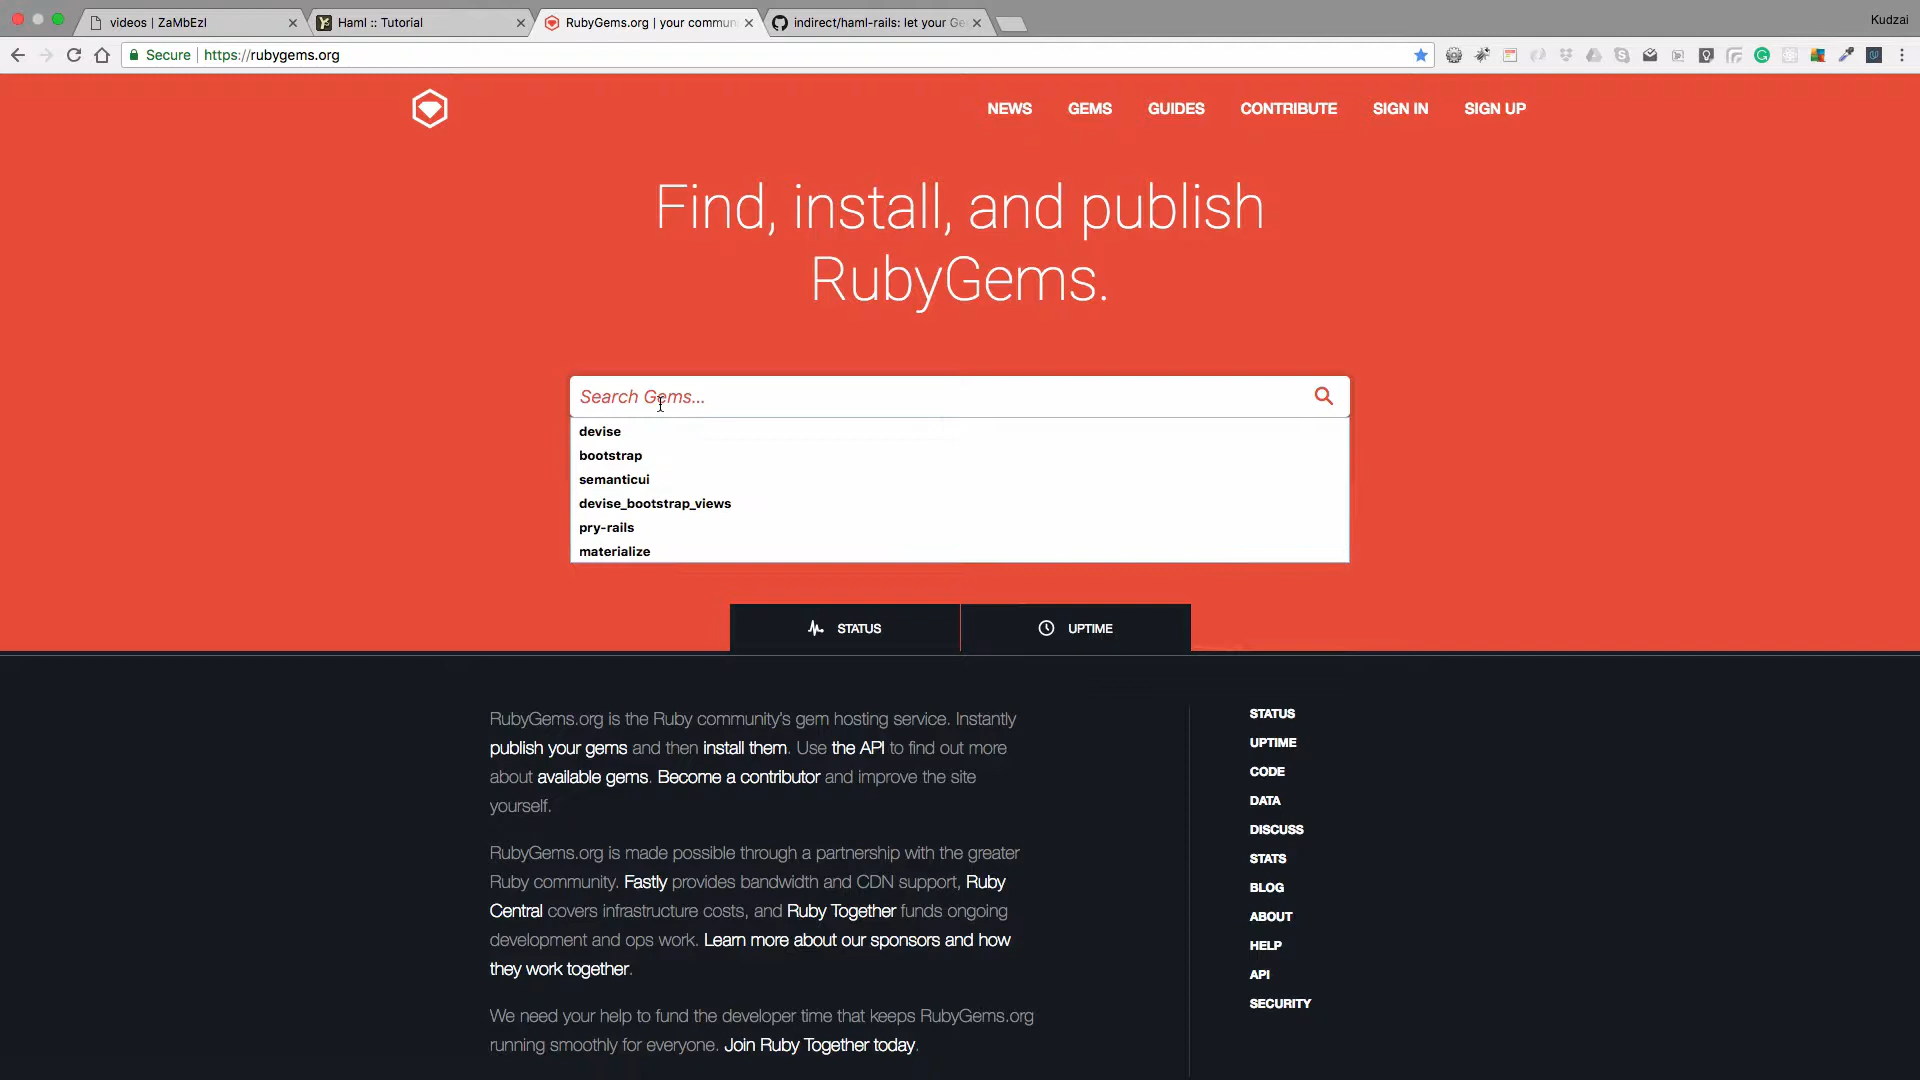 videos | ZaMbEzI
Haml :: Tutorial
RubyGems.org | your commun
indirect/haml-rails: let your Ge
Kudzai
Secure
https://rubygems.org
NEWS
GEMS
GUIDES
CONTRIBUTE
SIGN IN
SIGN UP
Find, install, and publish
RubyGems.
Search Gems...
devise
bootstrap
semanticui
devise_bootstrap_views
pry-rails
materialize
STATUS
UPTIME
RubyGems.org is the Ruby community's gem hosting service. Instantly
publish your gems and then install them. Use the API to find out more
about available gems. Become a contributor and improve the site
yourself.
RubyGems.org is made possible through a partnership with the greater
Ruby community. Fastly provides bandwidth and CDN support, Ruby
Central covers infrastructure costs, and Ruby Together funds ongoing
development and ops work. Learn more about our sponsors and how
they work together.
We need your help to fund the developer time that keeps RubyGems.org
running smoothly for everyone. Join Ruby Together today.
STATUS
UPTIME
CODE
DATA
DISCUSS
STATS
BLOG
ABOUT
HELP
API
SECURITY